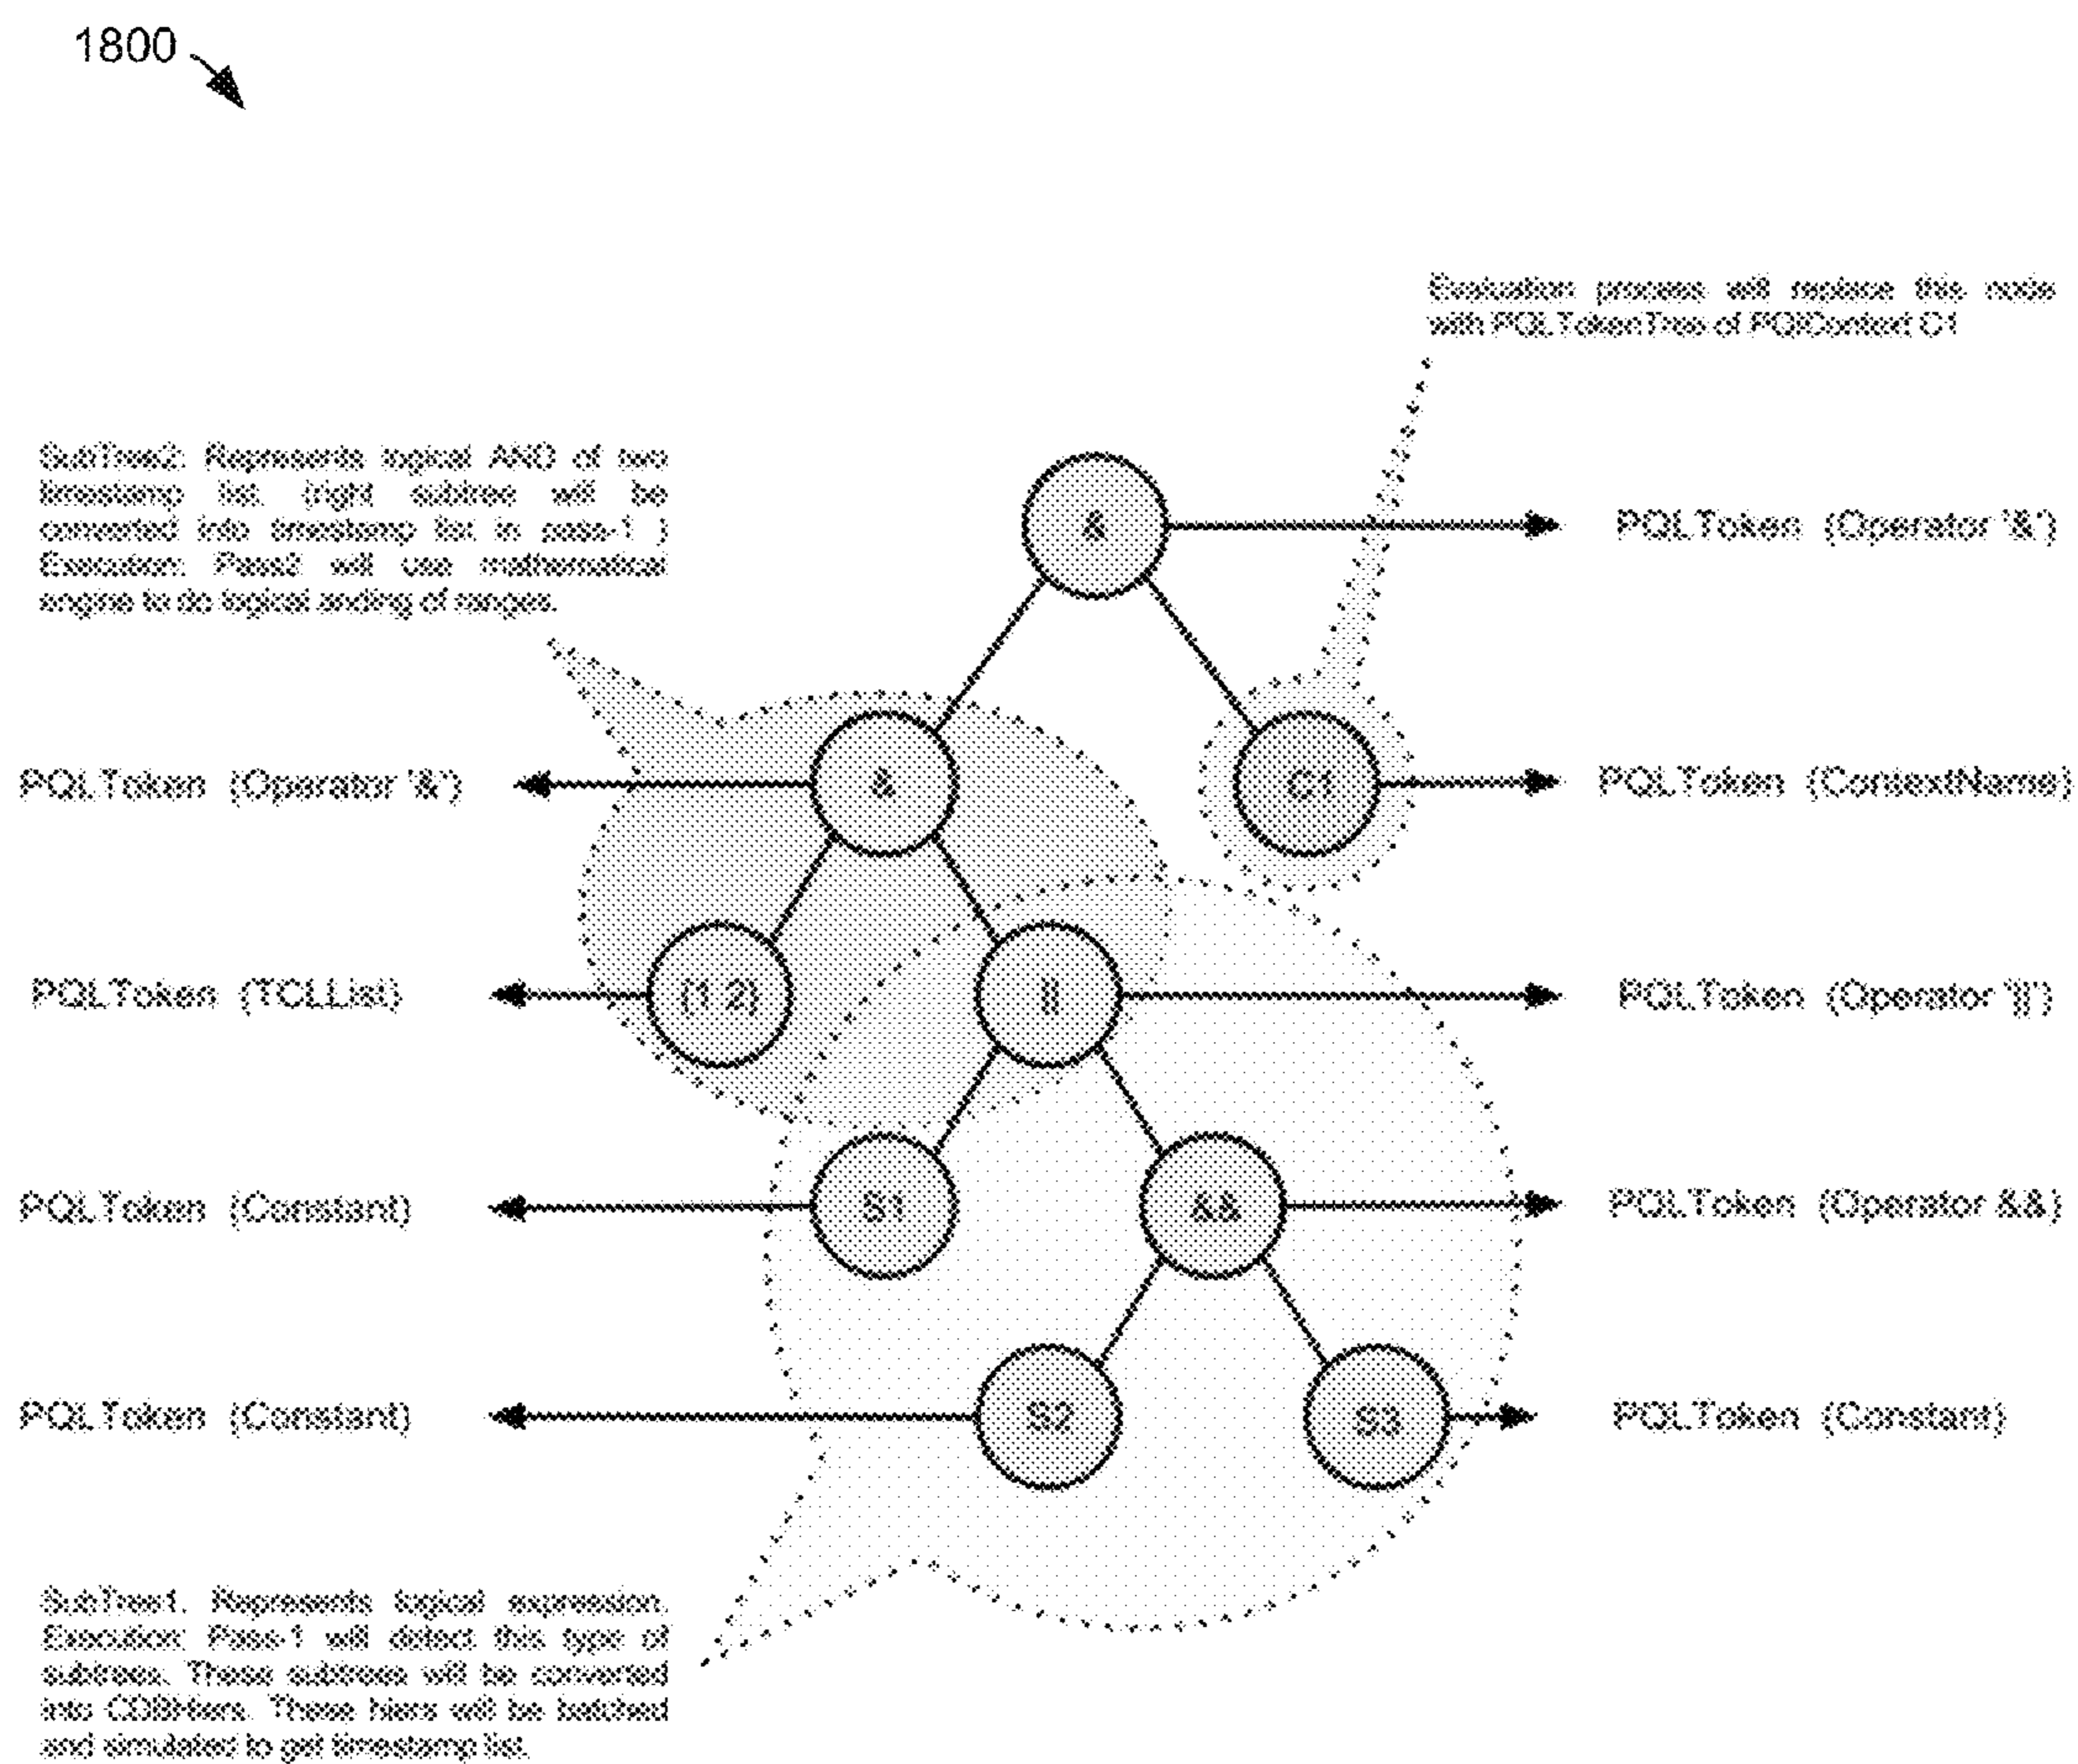 1800
Evaluation process will replace this node
with PQLTokenTree of PQlContext C1
SubTree2: Represents logical AND of two
timestamp list. (right subtree will be
converted into timestamp list in pass-1 )
Execution: Pass2 will use mathematical
engine to do logical anding of ranges.
&
PQLToken (Operator '&')
PQLToken (Operator '&')
&
C1
PQLToken (ContextName)
PQLToken (TCLList)
{1 2}
||
PQLToken (Operator '||')
PQLToken (Constant)
S1
&&
PQLToken (Operator &&)
PQLToken (Constant)
S2
S3
PQLToken (Constant)
SubTree1. Represents logical expression.
Execution: Pass-1 will detect this type of
subtrees. These subtrees will be converted
into CDBHiers. These hiers will be batched
and simulated to get timestamp list.